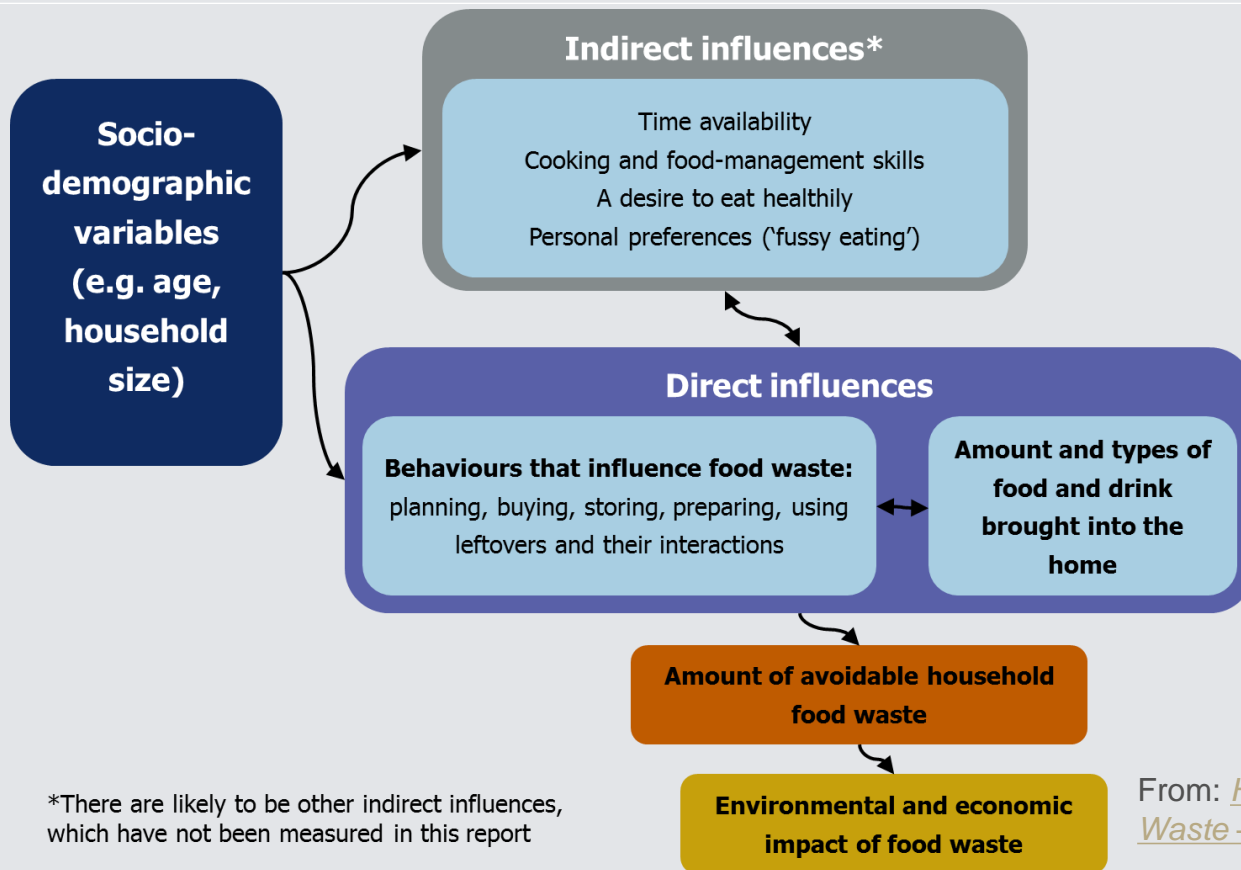 Indirect influences*
Time availability
Cooking and food-management skills
A desire to eat healthily
Personal preferences (‘fussy eating’)
Socio-
demographic
variables
(e.g. age,
household
size)
Direct influences
Behaviours that influence food waste:
planning, buying, storing, preparing, using
leftovers and their interactions
Amount and types of
food and drink
brought into the
home
Amount of avoidable household
food waste
Environmental and economic
impact of food waste
*There are likely to be other indirect influences,
which have not been measured in this report
From:
Waste -